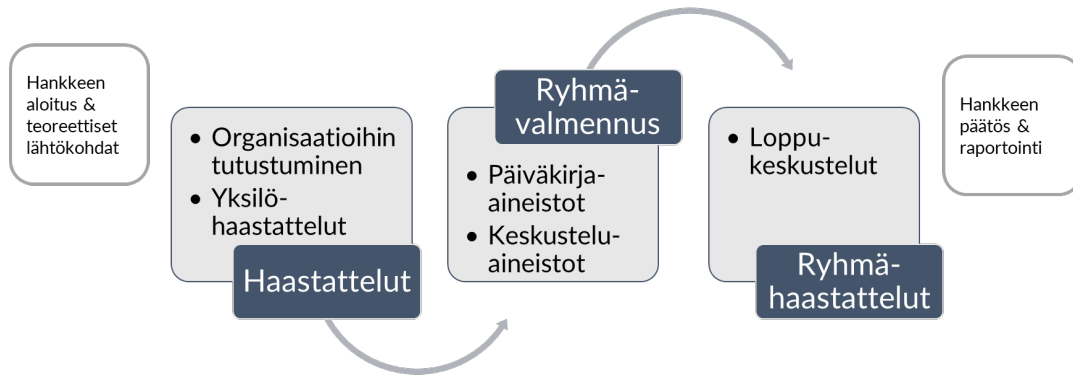 Hankkeen
aloitus &
teoreettiset
lähtökohdat
• Organisaatioihin
tutustuminen
• Yksilö-
haastattelut
Haastattelut
Ryhmä-
valmennus
• Päiväkirja-
aineistot
• Keskustelu-
aineistot
• Loppu-
keskustelut
Ryhmä-
haastattelut
Hankkeen
päätös &
raportointi